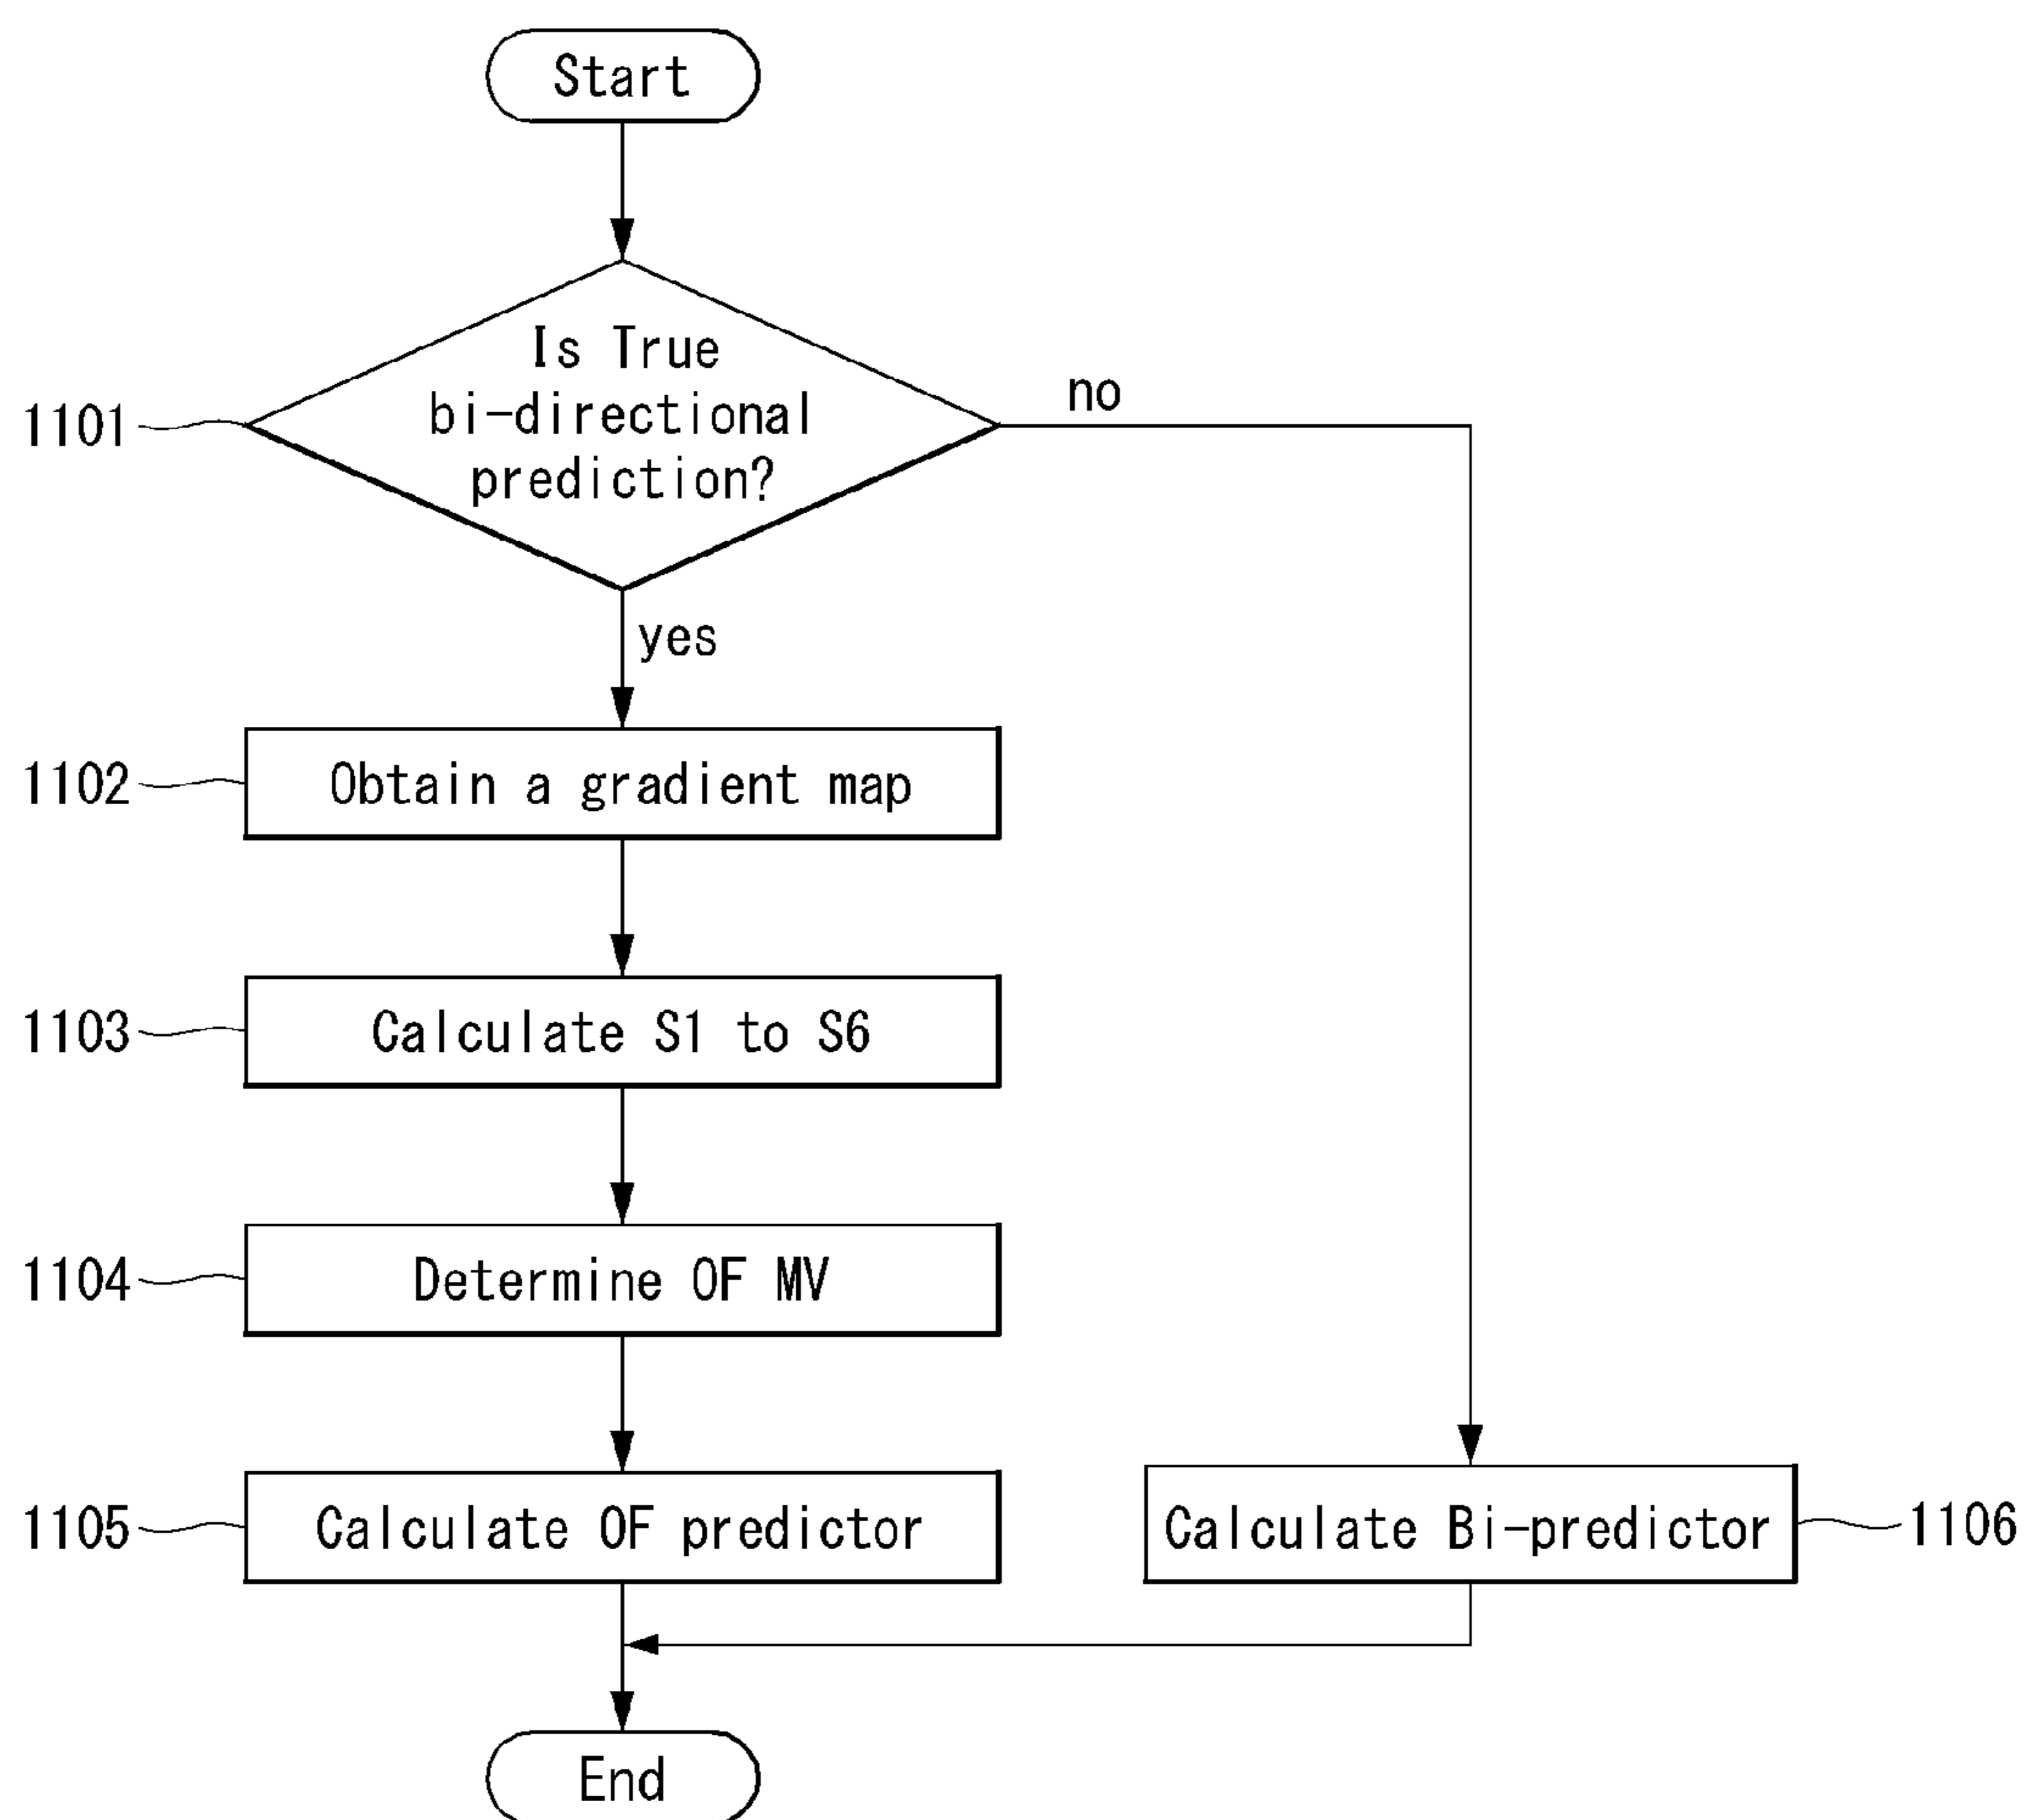 Start
Is True
bi-directional
prediction?
1101
no
yes
1102
Obtain a gradient map
1103
Calculate S1 to S6
1104
Determine OF MV
1105
Calculate OF predictor
Calculate Bi-predictor
1106
End